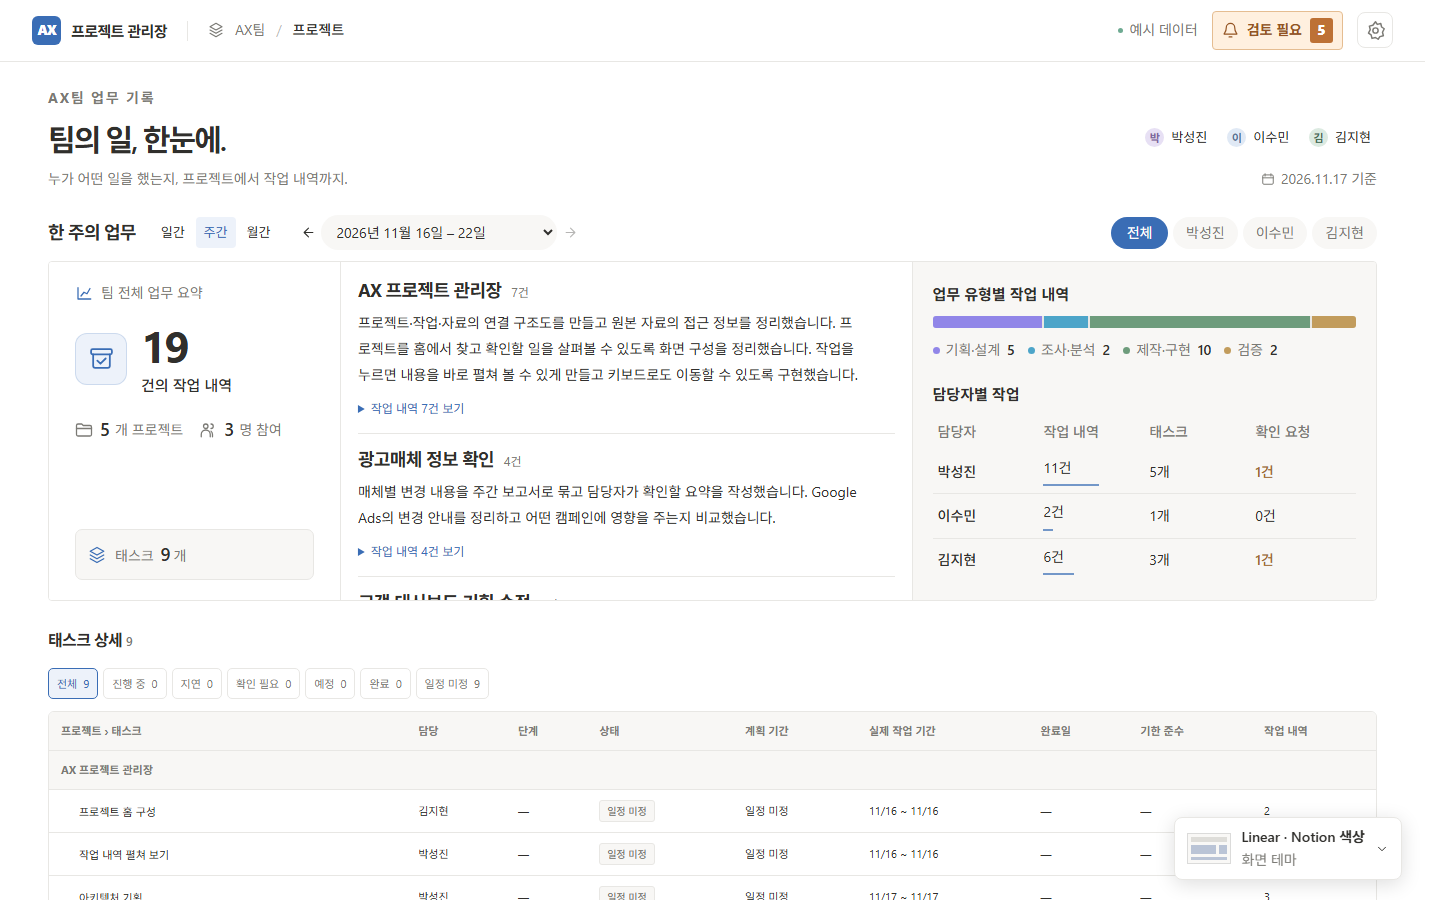 AX 프로젝트 관리장 AX팀 / 프로젝트 예시 데이터 검토 필요 5
AX팀 업무 기록
팀의 일, 한눈에.
박 박성진 이 이수민 김 김지현
누가 어떤 일을 했는지, 프로젝트에서 작업 내역까지.
2026.11.17 기준
한 주의 업무 일간 주간 월간 ← 2026년 11월 16일 – 22일 → 전체 박성진 이수민 김지현
팀 전체 업무 요약
19
건의 작업 내역
5 개 프로젝트 3 명 참여
태스크 9 개
AX 프로젝트 관리장 7건
프로젝트·작업·자료의 연결 구조도를 만들고 원본 자료의 접근 정보를 정리했습니다. 프
로젝트를 홈에서 찾고 확인할 일을 살펴볼 수 있도록 화면 구성을 정리했습니다. 작업을
누르면 내용을 바로 펼쳐 볼 수 있게 만들고 키보드로도 이동할 수 있도록 구현했습니다.
▶ 작업 내역 7건 보기
광고매체 정보 확인 4건
매체별 변경 내용을 주간 보고서로 묶고 담당자가 확인할 요약을 작성했습니다. Google
Ads의 변경 안내를 정리하고 어떤 캠페인에 영향을 주는지 비교했습니다.
▶ 작업 내역 4건 보기
업무 유형별 작업 내역
기획·설계 5 조사·분석 2 제작·구현 10 검증 2
담당자별 작업
담당자 작업 내역 태스크 확인 요청
박성진 11건 5개 1건
이수민 2건 1개 0건
김지현 6건 3개 1건
태스크 상세 9
전체 9 진행 중 0 지연 0 확인 필요 0 예정 0 완료 0 일정 미정 9
프로젝트 › 태스크 담당 단계 상태 계획 기간 실제 작업 기간 완료일 기한 준수 작업 내역
AX 프로젝트 관리장
프로젝트 홈 구성 김지현 — 일정 미정 일정 미정 11/16 ~ 11/16 — — 2
작업 내역 펼쳐 보기 박성진 — 일정 미정 일정 미정 11/16 ~ 11/16 — —
아키텍처 기획 박성진 — 일정 미정 일정 미정 11/17 ~ 11/17 — — 3
Linear · Notion 색상
화면 테마